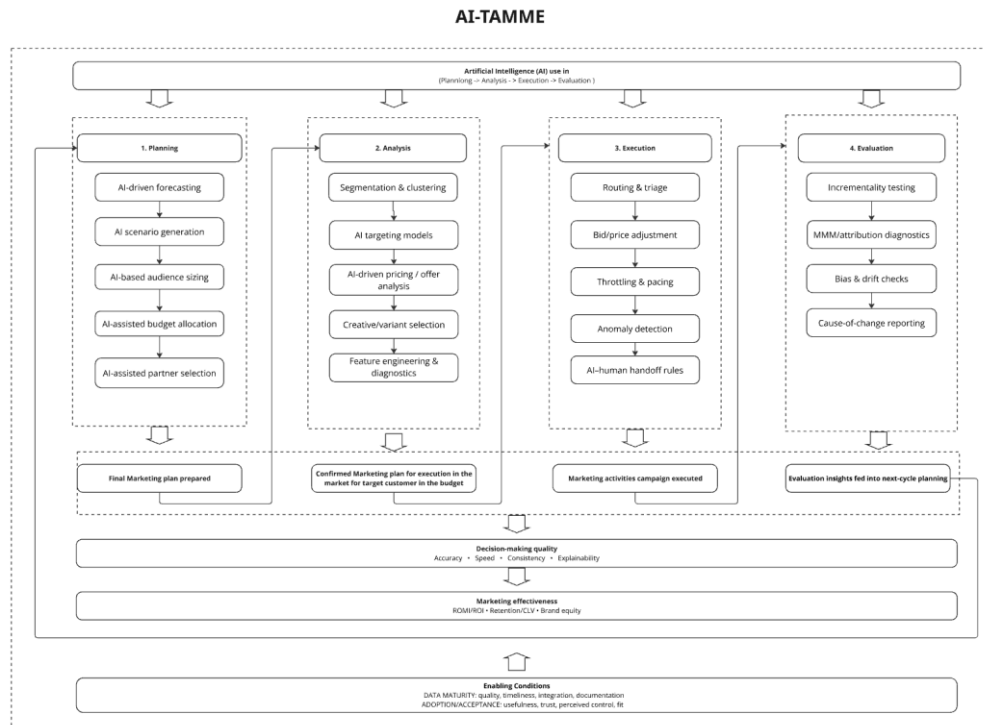 AI-TAMME
Artificial Intelligence (AI) use in
(Plannlong -> Analysis - > Execution -> Evaluation )
1. Planning
AI-driven forecasting
AI scenario generation
AI-based audience sizing
AI-assisted budget allocation
AI-assisted partner selection
2. Analysis
Segmentation & clustering
AI targeting models
AI-driven pricing / offer
analysis
Creative/variant selection
Feature engineering &
diagnostics
3. Execution
Routing & triage
Bid/price adjustment
Throttling & pacing
Anomaly detection
AI–human handoff rules
4. Evaluation
Incrementality testing
MMM/attribution diagnostics
Bias & drift checks
Cause-of-change reporting
Final Marketing plan prepared
Confirmed Marketing plan for execution in the
market for target customer in the budget
Marketing activities campaign executed
Evaluation insights fed into next-cycle planning
Decision-making quality
Accuracy • Speed • Consistency • Explainability
Marketing effectiveness
ROMI/ROI • Retention/CLV • Brand equity
Enabling Conditions
DATA MATURITY: quality, timeliness, integration, documentation
ADOPTION/ACCEPTANCE: usefulness, trust, perceived control, fit